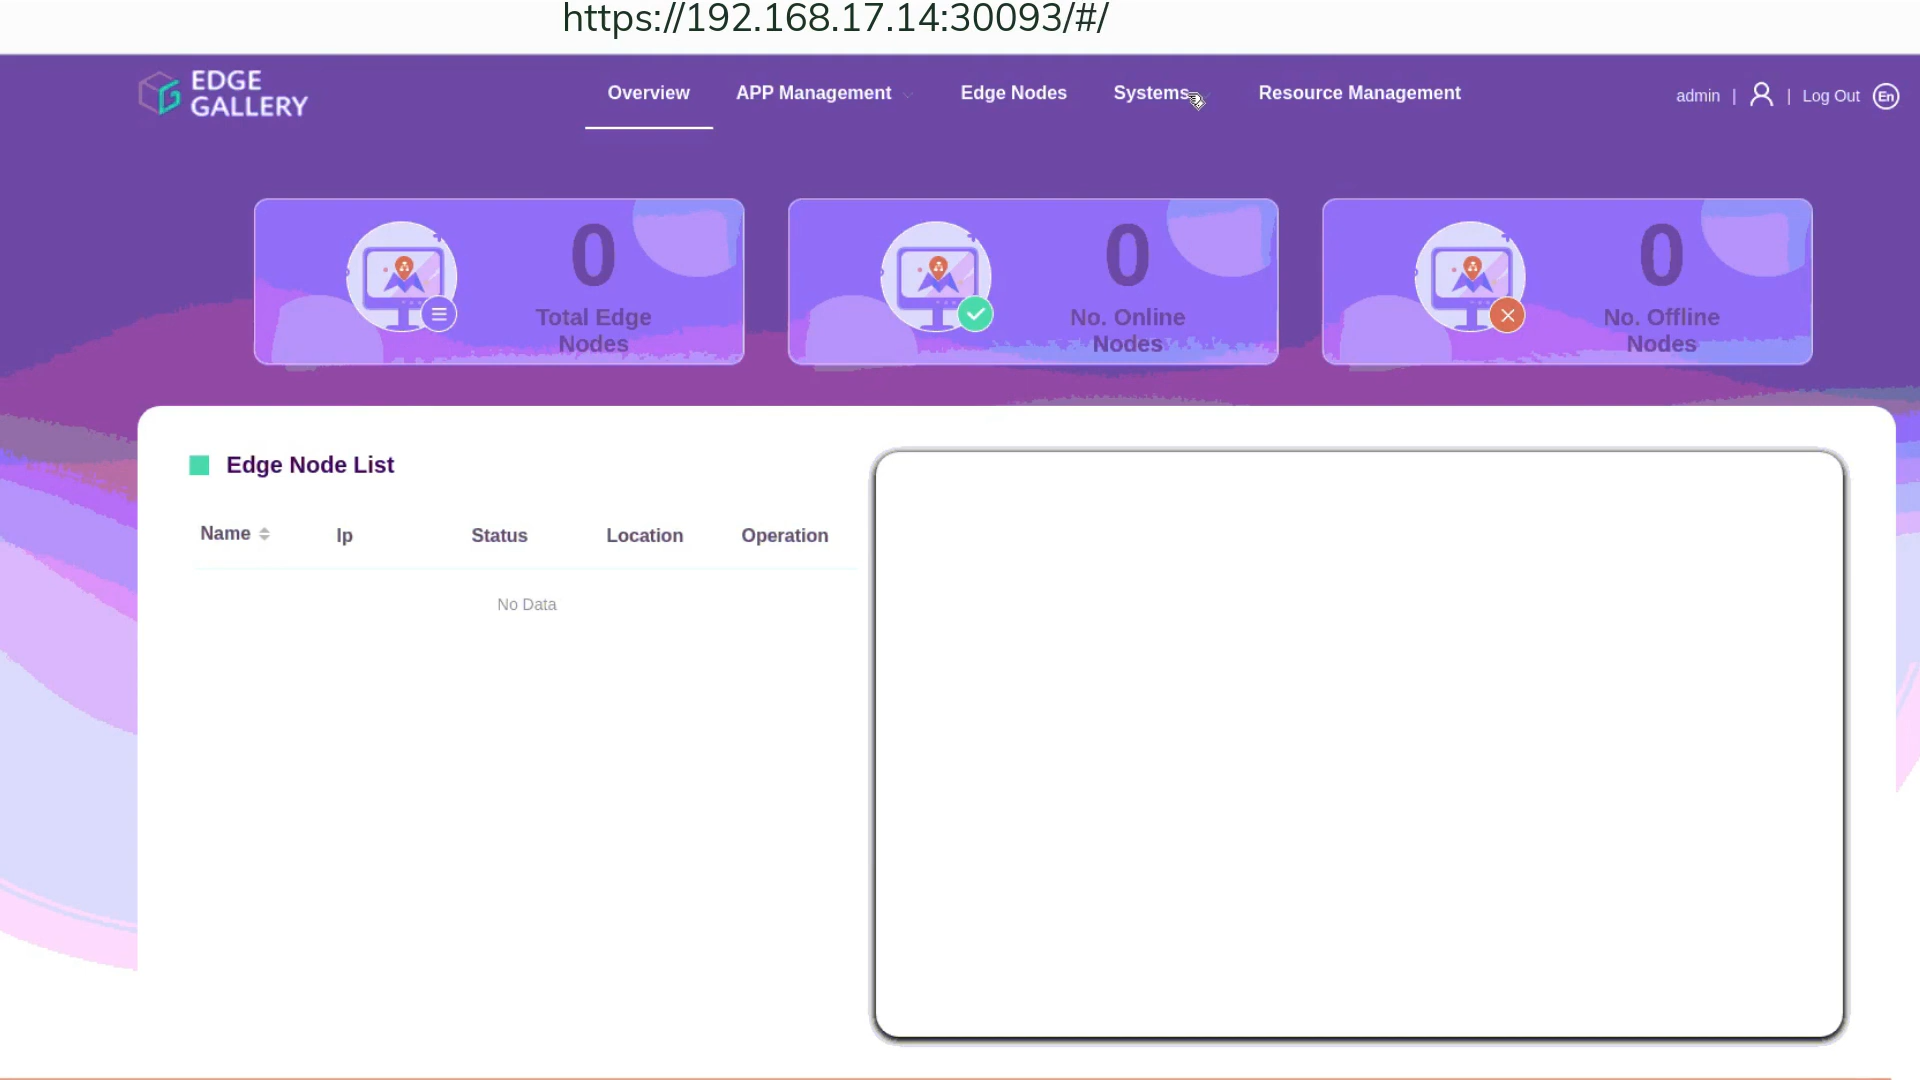 https://192.168.17.14:30093/#/
EDGE
GALLERY
Overview
APP Management
Edge Nodes
Systems
Resource Management
admin | | Log Out En
0
Total Edge
Nodes
0
No. Online
Nodes
0
No. Offline
Nodes
Edge Node List
Name Ip Status Location Operation
No Data